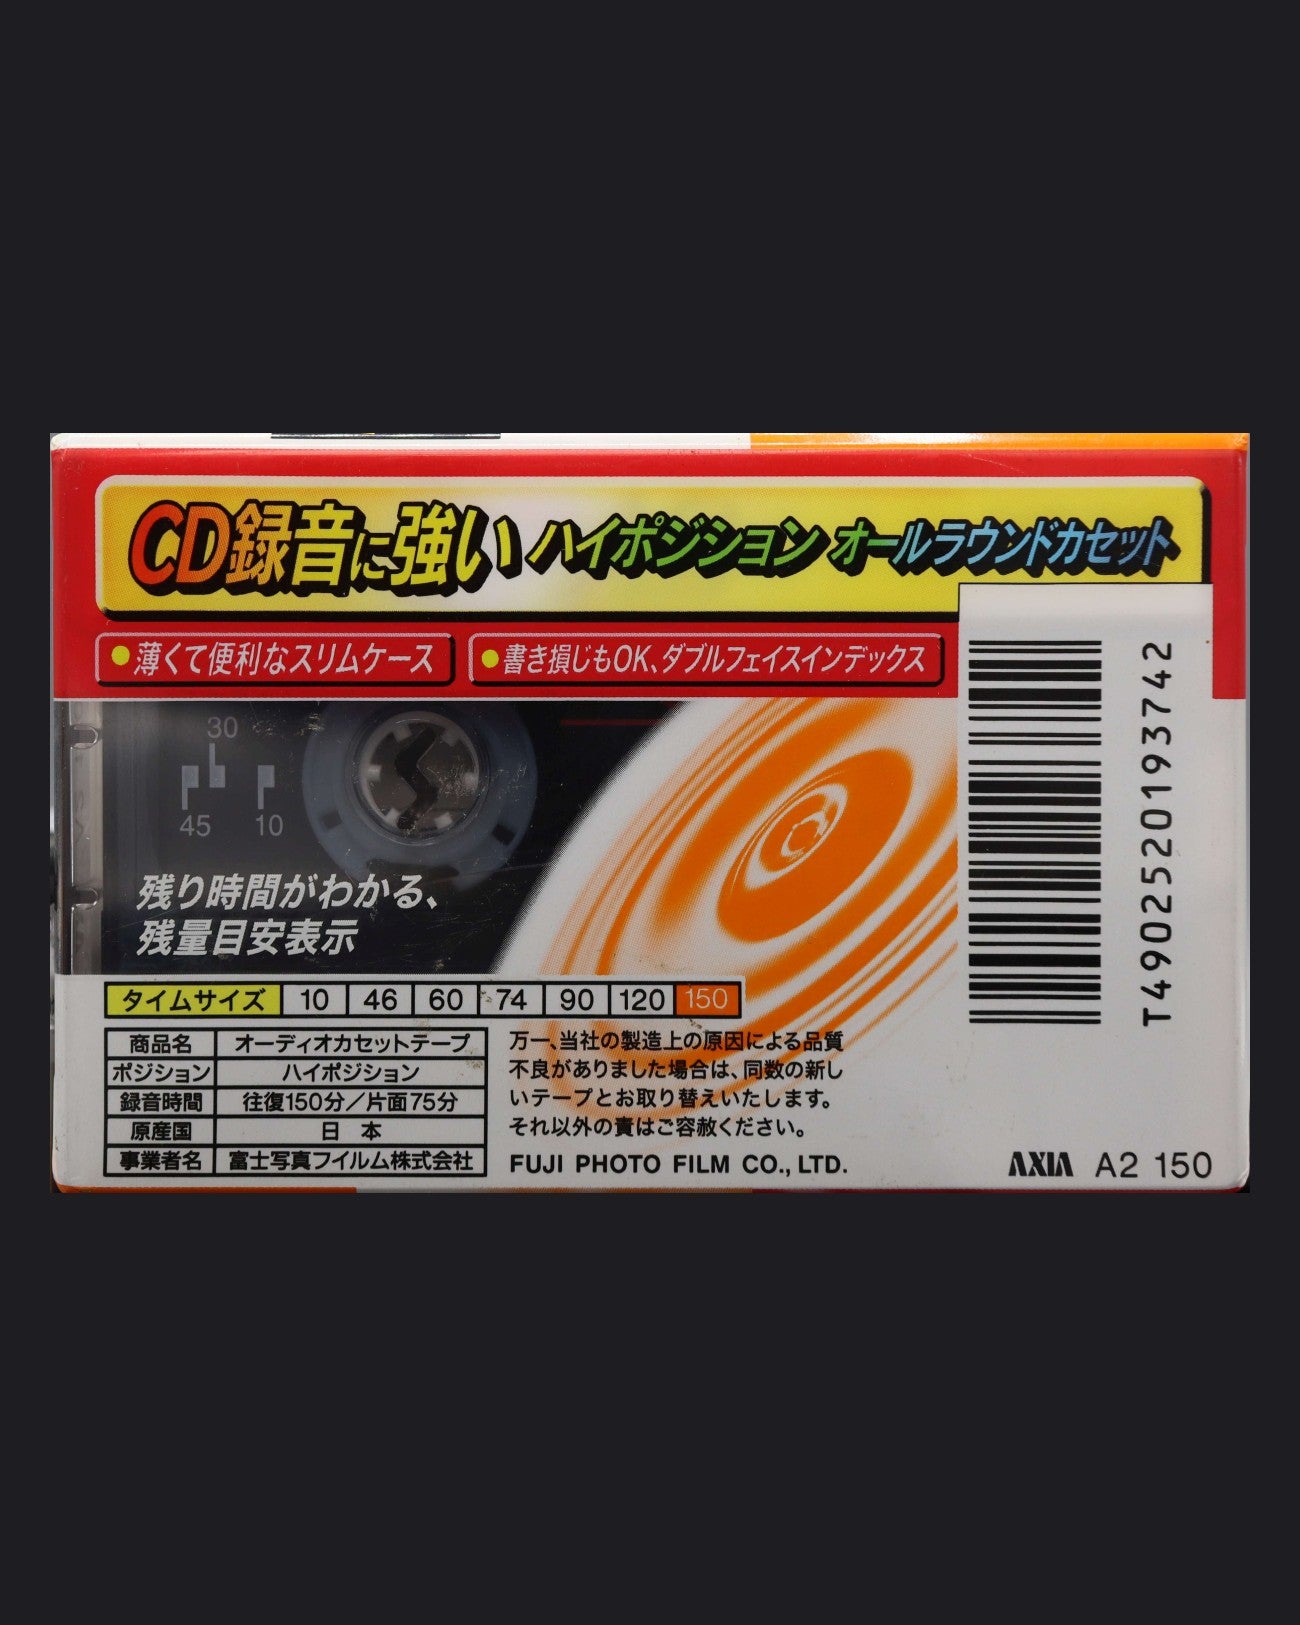 CD録音に強い ハイポジション オールラウンドカセット
●薄くて便利なスリムケース
●書き損じもOK、ダブルフェイスインデックス
30
45 10
残り時間がわかる、
残量目安表示
タイムサイズ 10 46 60 74 90 120 150
商品名 オーディオカセットテープ
ポジション ハイポジション
録音時間 往復150分/片面75分
原産国 日本
事業者名 富士写真フイルム株式会社
万一、当社の製造上の原因による品質
不良がありました場合は、同数の新し
いテープとお取り替えいたします。
それ以外の責はご容赦ください。
FUJI PHOTO FILM CO., LTD.
T4902520193742
AXIA A2 150